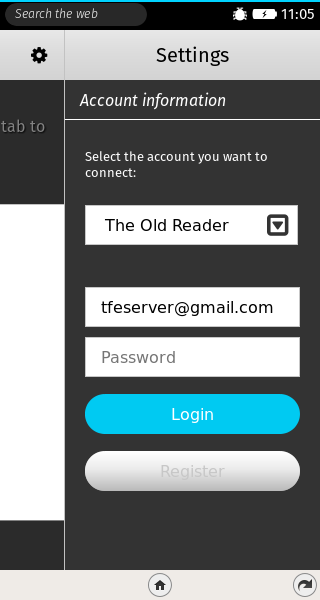 Search the web
11:05
Settings
Account information
tab to
Select the account you want to
connect:
The Old Reader
tfeserver@gmail.com
Password
Login
Register